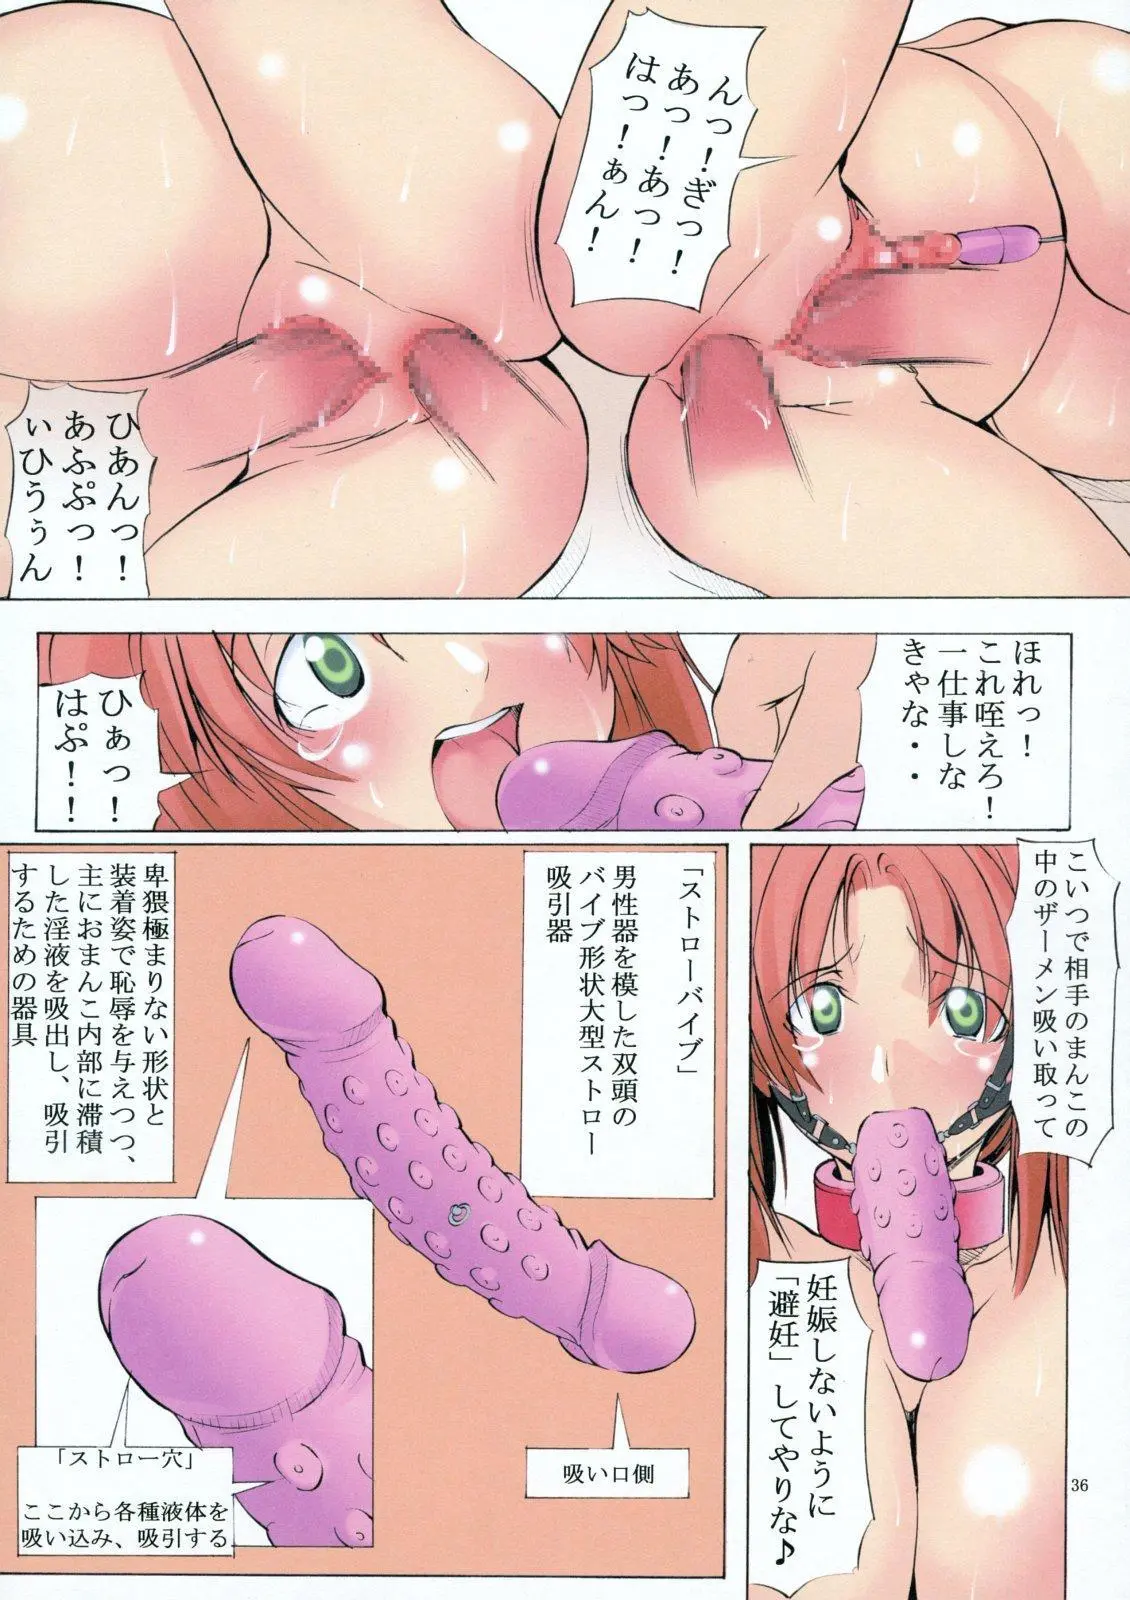 んっ！ぎっ！
あっ！あっ！
はっ！ぁん！
ひあんっ！
あふぷっ！
ぃひうぅん
ほれっ！
これ咥えろ！
一仕事しな
きゃな・・
ひぁっ！
はぷ！！
こいつで相手のまんこの
中のザーメン吸い取って
妊娠しないように
「避妊」してやりな♪
「ストローバイブ」
男性器を模した双頭の
バイブ形状大型ストロー
吸引器
卑猥極まりない形状と
装着姿で恥辱を与えつつ、
主におまんこ内部に滞積
した淫液を吸出し、吸引
するための器具
「ストロー穴」
ここから各種液体を
吸い込み、吸引する
吸い口側
36